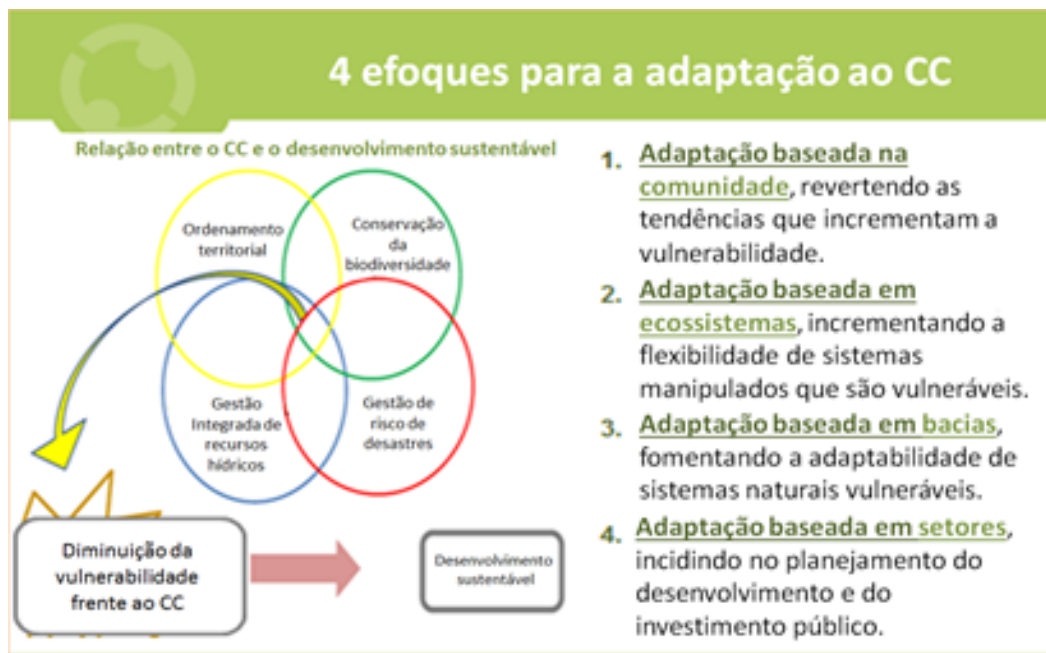 4 efoques para a adaptação ao CC
Relação entre o CC e o desenvolvimento sustentável
Ordenamento
territorial
Conservação
da
biodiversidade
Gestão
Integrada de
recursos
hídricos
Gestão de
risco de
desastres
Diminuição da
vulnerabilidade
frente ao CC
Desenvolvimento
sustentável
1. Adaptação baseada na
comunidade, revertendo as
tendências que incrementam a
vulnerabilidade.
2. Adaptação baseada em
ecossistemas, incrementando a
flexibilidade de sistemas
manipulados que são vulneráveis.
3. Adaptação baseada em bacias,
fomentando a adaptabilidade de
sistemas naturais vulneráveis.
4. Adaptação baseada em setores,
incidindo no planejamento do
desenvolvimento e do
investimento público.